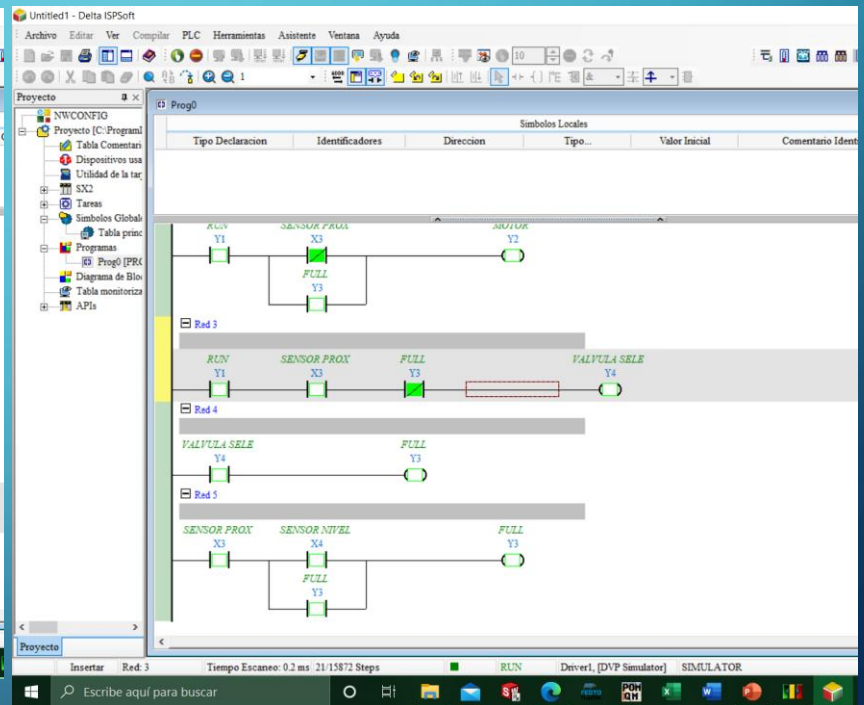 Untitled1 - Delta ISPSoft
Archivo Editar Ver Compilar PLC Herramientas Asistente Ventana Ayuda
10
1
Proyecto
NWCONFIG
Proyecto [C:\Programl
Tabla Comentari
Dispositivos usa
Utilidad de la tar
SX2
Tareas
Simbolos Global
Tabla princ
Programas
Prog0 [PR
Diagrama de Blo
Tabla monitoriza
APIs
Proyecto
Prog0
Simbolos Locales
Tipo Declaracion Identificadores Direccion Tipo... Valor Inicial Comentario Ident
RUN SENSOR PROX MOTOR
Y1 X3 Y2
FULL
Y3
Red 3
RUN SENSOR PROX FULL VALVULA SELE
Y1 X3 Y3 Y4
Red 4
VALVULA SELE FULL
Y4 Y3
Red 5
SENSOR PROX SENSOR NIVEL FULL
X3 X4 Y3
FULL
Y3
Insertar Red: 3 Tiempo Escaneo: 0.2 ms 21/15872 Steps RUN Driver1, [DVP Simulator] SIMULATOR
Escribe aquí para buscar
FESTO